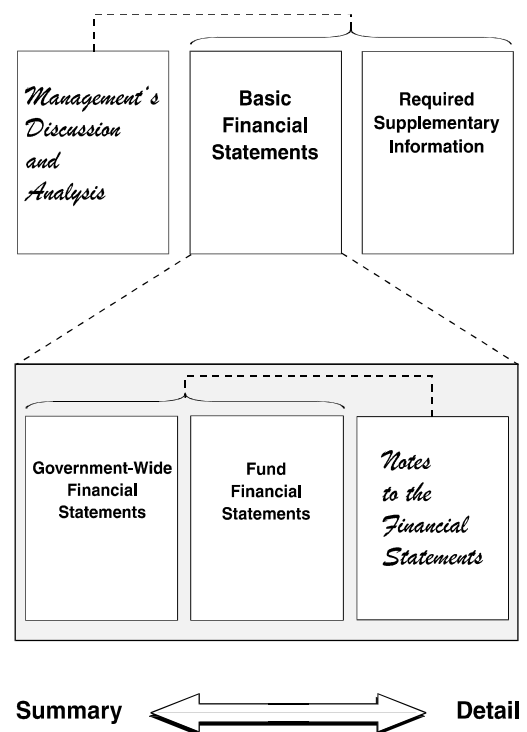 Management's
Discussion
and
Analysis
Basic
Financial
Statements
Required
Supplementary
Information
Government-Wide
Financial
Statements
Fund
Financial
Statements
Notes
to the
Financial
Statements
Summary
Detail